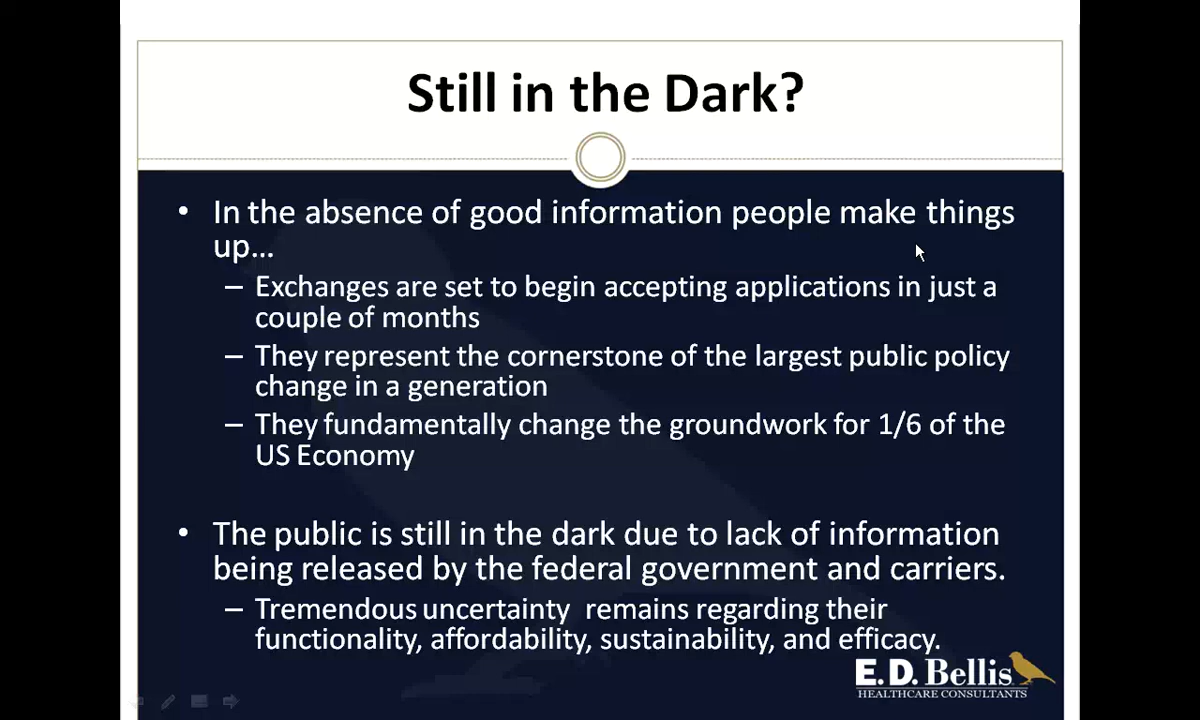 Still in the Dark?
• In the absence of good information people make things
up...
– Exchanges are set to begin accepting applications in just a
couple of months
– They represent the cornerstone of the largest public policy
change in a generation
– They fundamentally change the groundwork for 1/6 of the
US Economy
• The public is still in the dark due to lack of information
being released by the federal government and carriers.
– Tremendous uncertainty remains regarding their
functionality, affordability, sustainability, and efficacy.
E.D. Bellis
HEALTHCARE CONSULTANTS